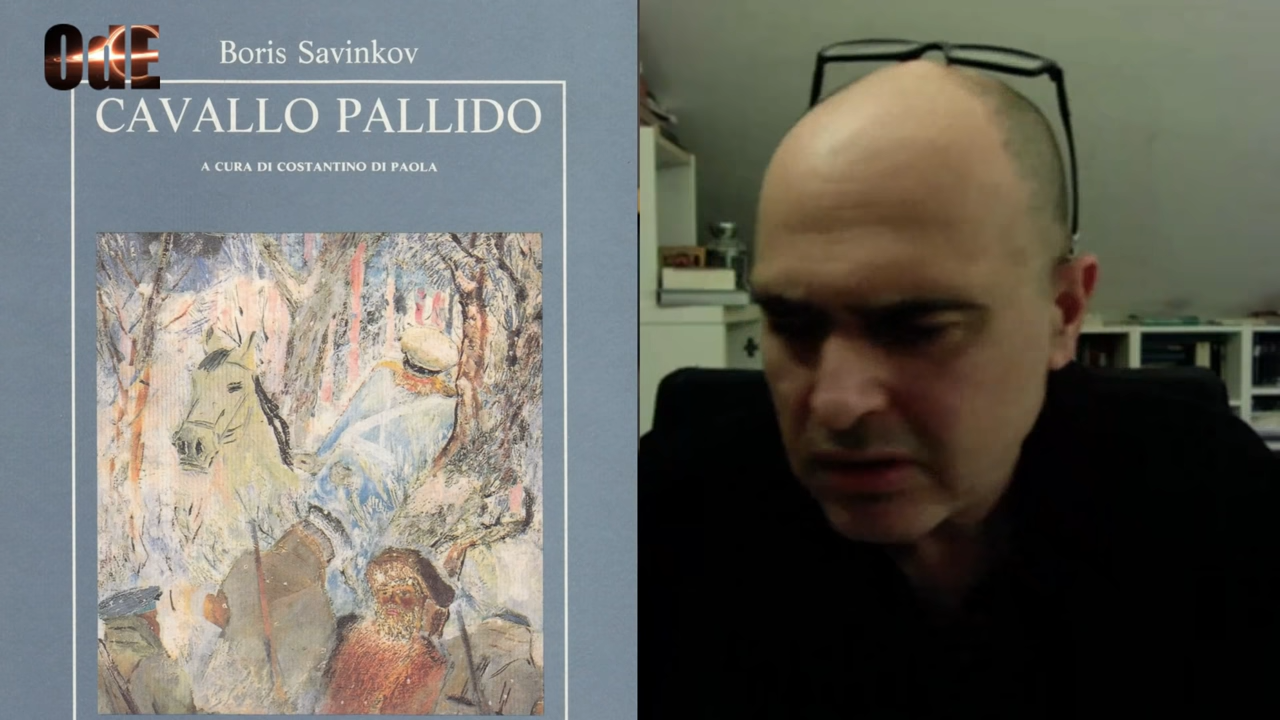 OdE
Boris Savinkov
CAVALLO PALLIDO
A CURA DI COSTANTINO DI PAOLA